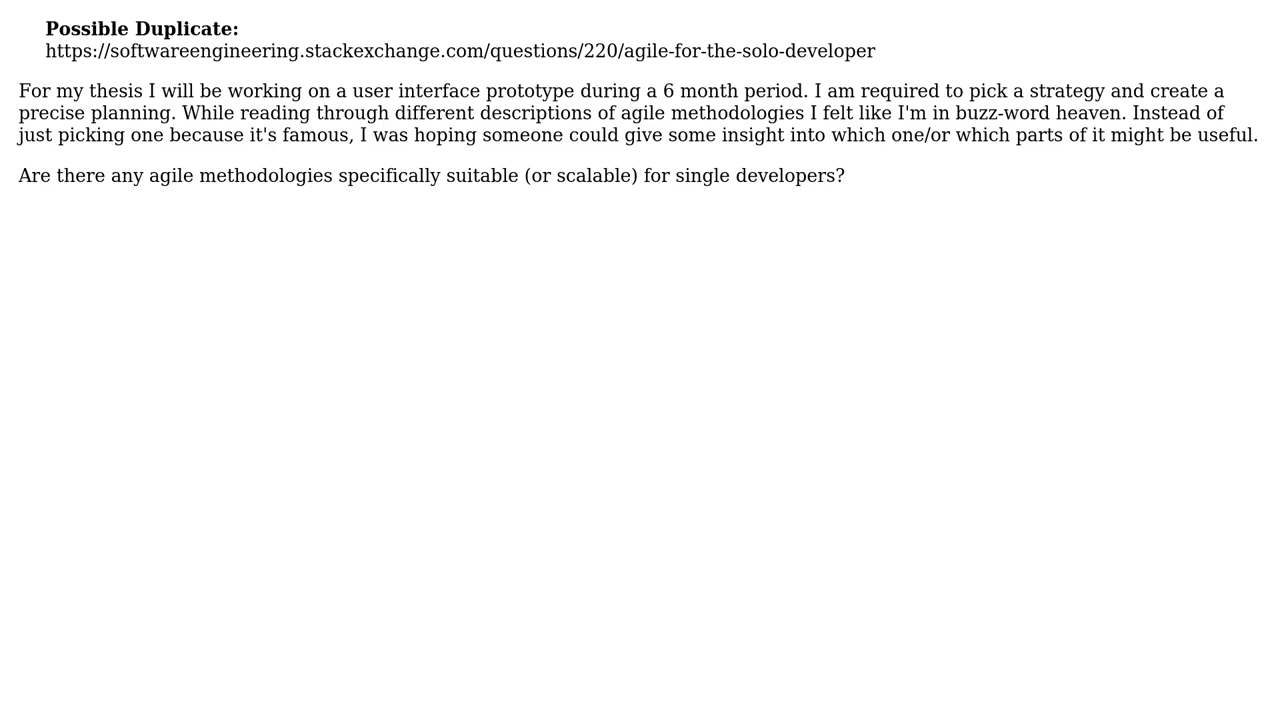 Possible Duplicate:
https://softwareengineering.stackexchange.com/questions/220/agile-for-the-solo-developer
For my thesis I will be working on a user interface prototype during a 6 month period. I am required to pick a strategy and create a
precise planning. While reading through different descriptions of agile methodologies I felt like I'm in buzz-word heaven. Instead of
just picking one because it's famous, I was hoping someone could give some insight into which one/or which parts of it might be useful.
Are there any agile methodologies specifically suitable (or scalable) for single developers?